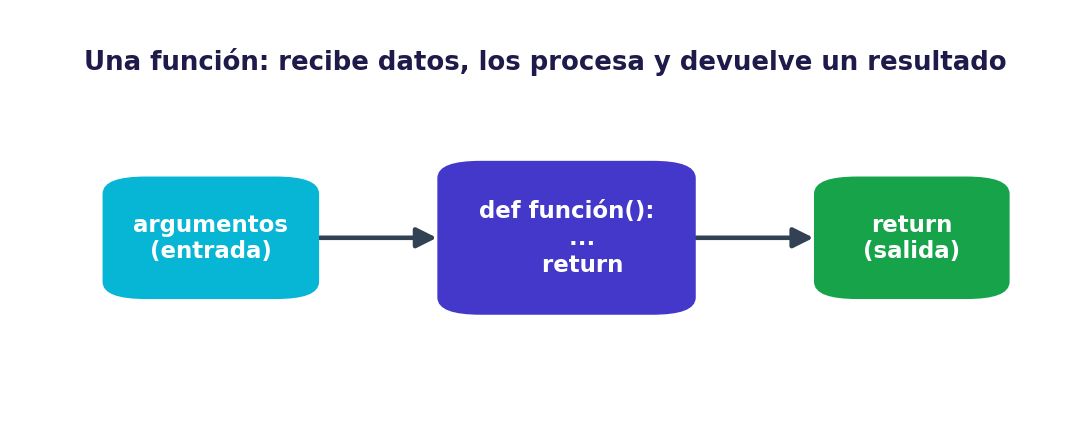 Una función: recibe datos, los procesa y devuelve un resultado
argumentos
(entrada)
def función():
...
return
return
(salida)